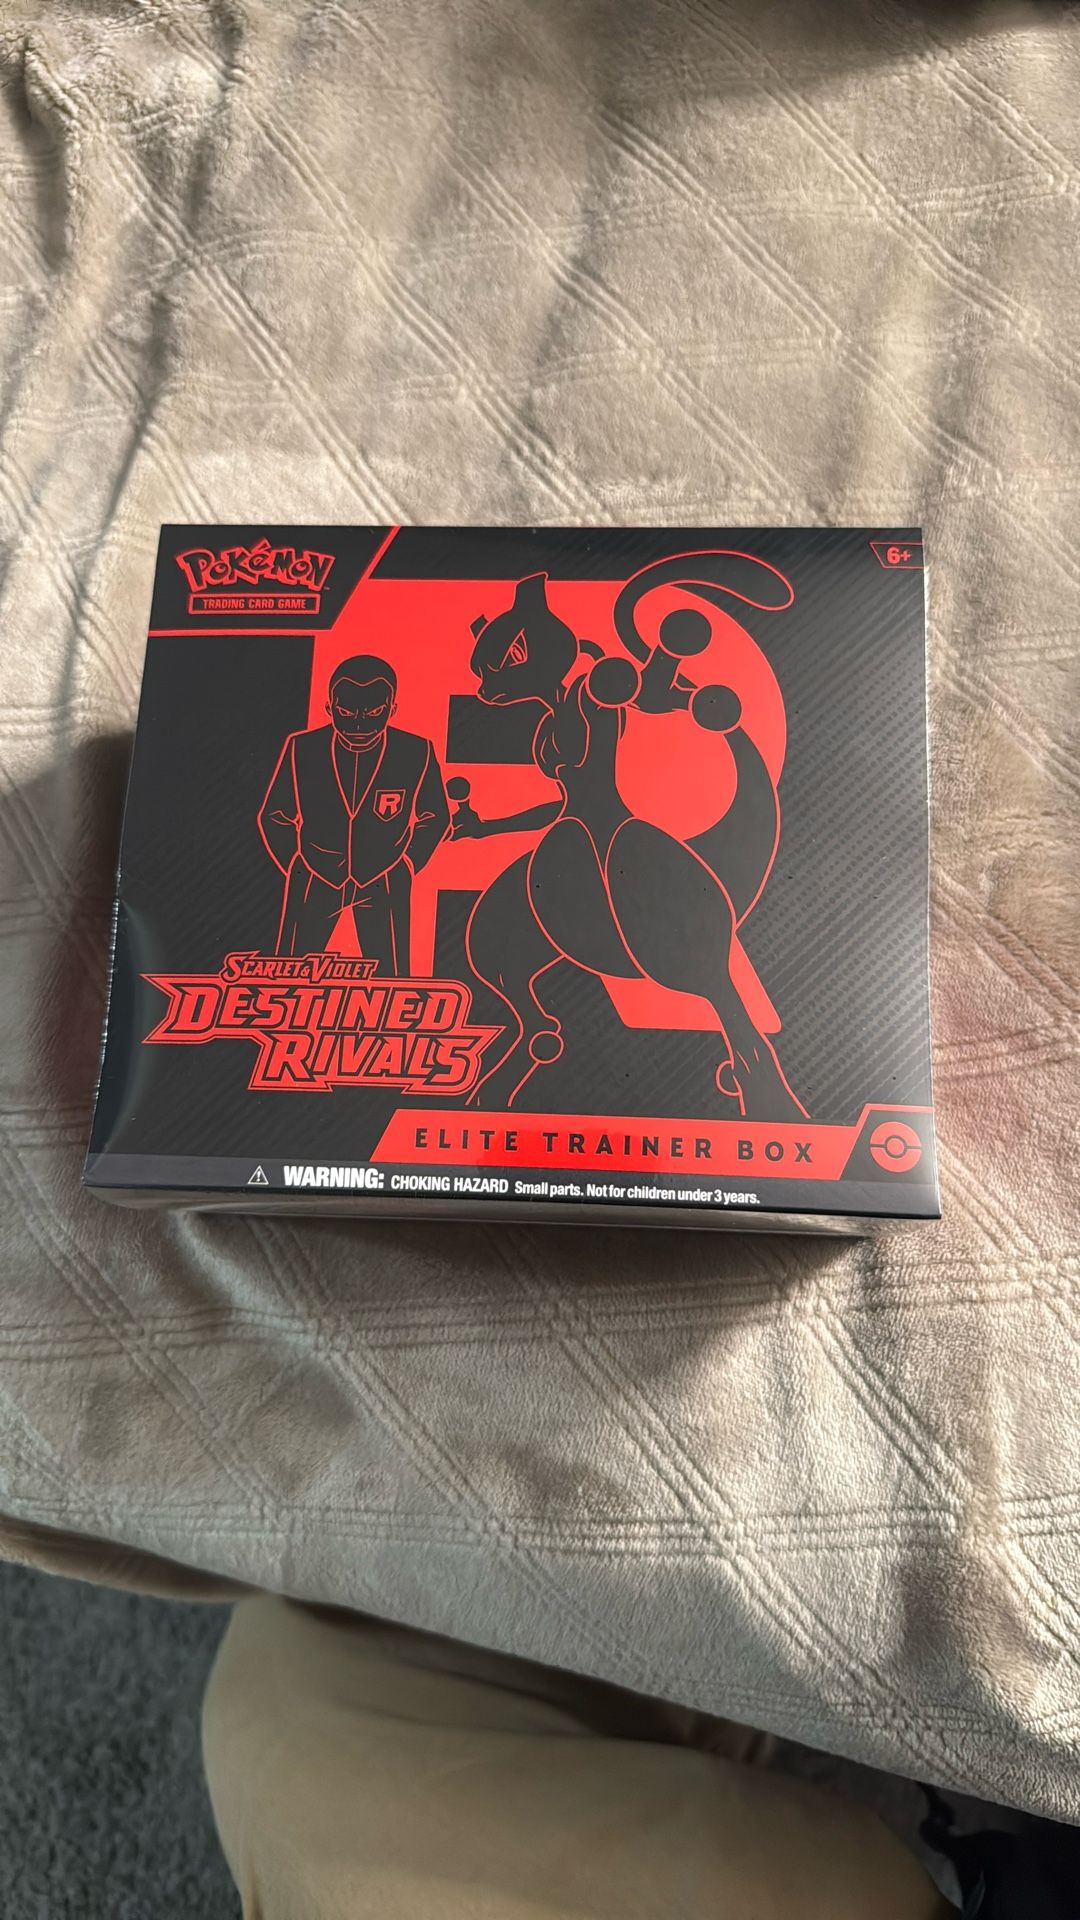 POKéMON
TRADING CARD GAME
6+
R
SCARLET & VIOLET
DESTINED
RIVALS
ELITE TRAINER BOX
WARNING: CHOKING HAZARD Small parts. Not for children under 3 years.